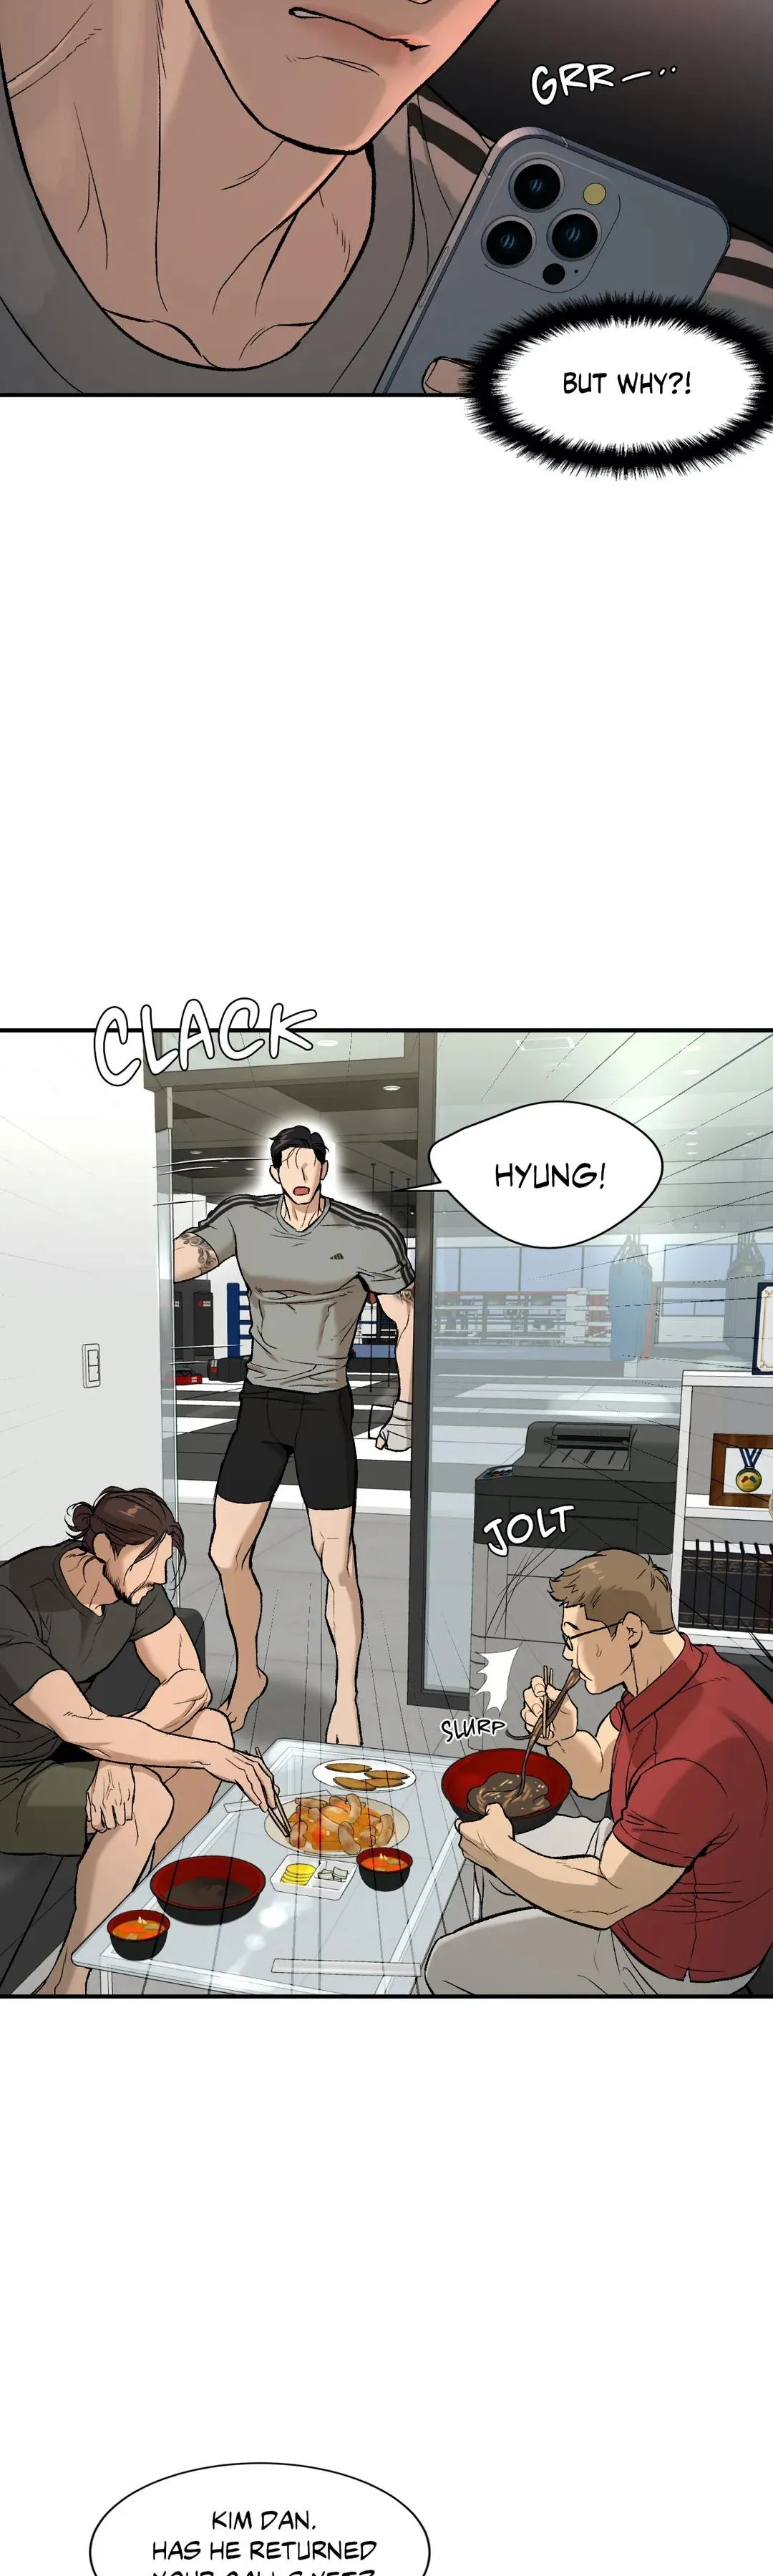 GRR—··
BUT WHY?!
CLACK
HYUNG!
JOLT
SLURP
KIM DAN.
HAS HE RETURNED